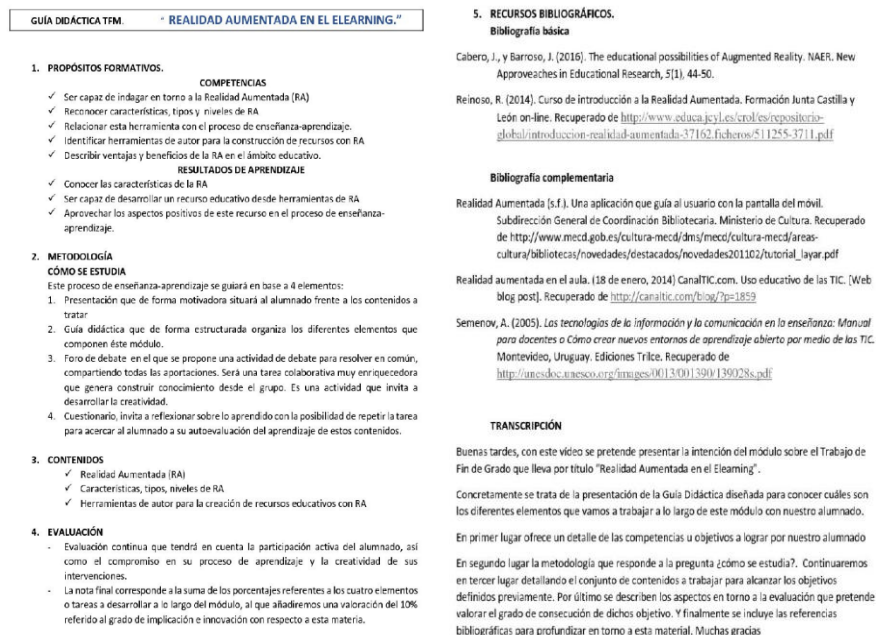 GUÍA DIDÁCTICA TFM. “ REALIDAD AUMENTADA EN EL ELEARNING.”
1. PROPÓSITOS FORMATIVOS.
COMPETENCIAS
✓ Ser capaz de indagar en torno a la Realidad Aumentada (RA)
✓ Reconocer características, tipos y niveles de RA
✓ Relacionar esta herramienta con el proceso de enseñanza-aprendizaje.
✓ Identificar herramientas de autor para la construcción de recursos con RA
✓ Describir ventajas y beneficios de la RA en el ámbito educativo.
RESULTADOS DE APRENDIZAJE
✓ Conocer las características de la RA
✓ Ser capaz de desarrollar un recurso educativo desde herramientas de RA
✓ Aprovechar los aspectos positivos de este recurso en el proceso de enseñanza-
aprendizaje.
2. METODOLOGÍA
CÓMO SE ESTUDIA
Este proceso de enseñanza-aprendizaje se guiará en base a 4 elementos:
1. Presentación que de forma motivadora situará al alumnado frente a los contenidos a
tratar
2. Guía didáctica que de forma estructurada organiza los diferentes elementos que
componen éste módulo.
3. Foro de debate en el que se propone una actividad de debate para resolver en común,
compartiendo todas las aportaciones. Será una tarea colaborativa muy enriquecedora
que genera construir conocimiento desde el grupo. Es una actividad que invita a
desarrollar la creatividad.
4. Cuestionario, invita a reflexionar sobre lo aprendido con la posibilidad de repetir la tarea
para acercar al alumnado a su autoevaluación del aprendizaje de estos contenidos.
3. CONTENIDOS
✓ Realidad Aumentada (RA)
✓ Características, tipos, niveles de RA
✓ Herramientas de autor para la creación de recursos educativos con RA
4. EVALUACIÓN
- Evaluación continua que tendrá en cuenta la participación activa del alumnado, así
como el compromiso en su proceso de aprendizaje y la creatividad de sus
intervenciones.
- La nota final corresponde a la suma de los porcentajes referentes a los cuatro elementos
o tareas a desarrollar a lo largo del módulo, al que añadiremos una valoración del 10%
referido al grado de implicación e innovación con respecto a esta materia.
5. RECURSOS BIBLIOGRÁFICOS.
Bibliografía básica
Cabero, J., y Barroso, J. (2016). The educational possibilities of Augmented Reality. NAER. New
Approveaches in Educational Research, 5(1), 44-50.
Reinoso, R. (2014). Curso de introducción a la Realidad Aumentada. Formación Junta Castilla y
León on-line. Recuperado de http://www.educa.jcyl.es/crol/es/repositorio-
global/introduccion-realidad-aumentada-37162.ficheros/511255-3711.pdf
Bibliografía complementaria
Realidad Aumentada (s.f.). Una aplicación que guía al usuario con la pantalla del móvil.
Subdirección General de Coordinación Bibliotecaria. Ministerio de Cultura. Recuperado
de http://www.mecd.gob.es/cultura-mecd/dms/mecd/cultura-mecd/areas-
cultura/bibliotecas/novedades/destacados/novedades201102/tutorial_layar.pdf
Realidad aumentada en el aula. (18 de enero, 2014) CanalTIC.com. Uso educativo de las TIC. [Web
blog post]. Recuperado de http://canaltic.com/blog/?p=1859
Semenov, A. (2005). Las tecnologías de la información y la comunicación en la enseñanza: Manual
para docentes o Cómo crear nuevos entornos de aprendizaje abierto por medio de las TIC.
Montevideo, Uruguay. Ediciones Trilce. Recuperado de
http://unesdoc.unesco.org/images/0013/001390/139028s.pdf
TRANSCRIPCIÓN
Buenas tardes, con este vídeo se pretende presentar la intención del módulo sobre el Trabajo de
Fin de Grado que lleva por título “Realidad Aumentada en el Elearning”.
Concretamente se trata de la presentación de la Guía Didáctica diseñada para conocer cuáles son
los diferentes elementos que vamos a trabajar a lo largo de este módulo con nuestro alumnado.
En primer lugar ofrece un detalle de las competencias u objetivos a lograr por nuestro alumnado
En segundo lugar la metodología que responde a la pregunta ¿cómo se estudia?. Continuaremos
en tercer lugar detallando el conjunto de contenidos a trabajar para alcanzar los objetivos
definidos previamente. Por último se describen los aspectos en torno a la evaluación que pretende
valorar el grado de consecución de dichos objetivo. Y finalmente se incluye las referencias
bibliográficas para profundizar en torno a esta material. Muchas gracias